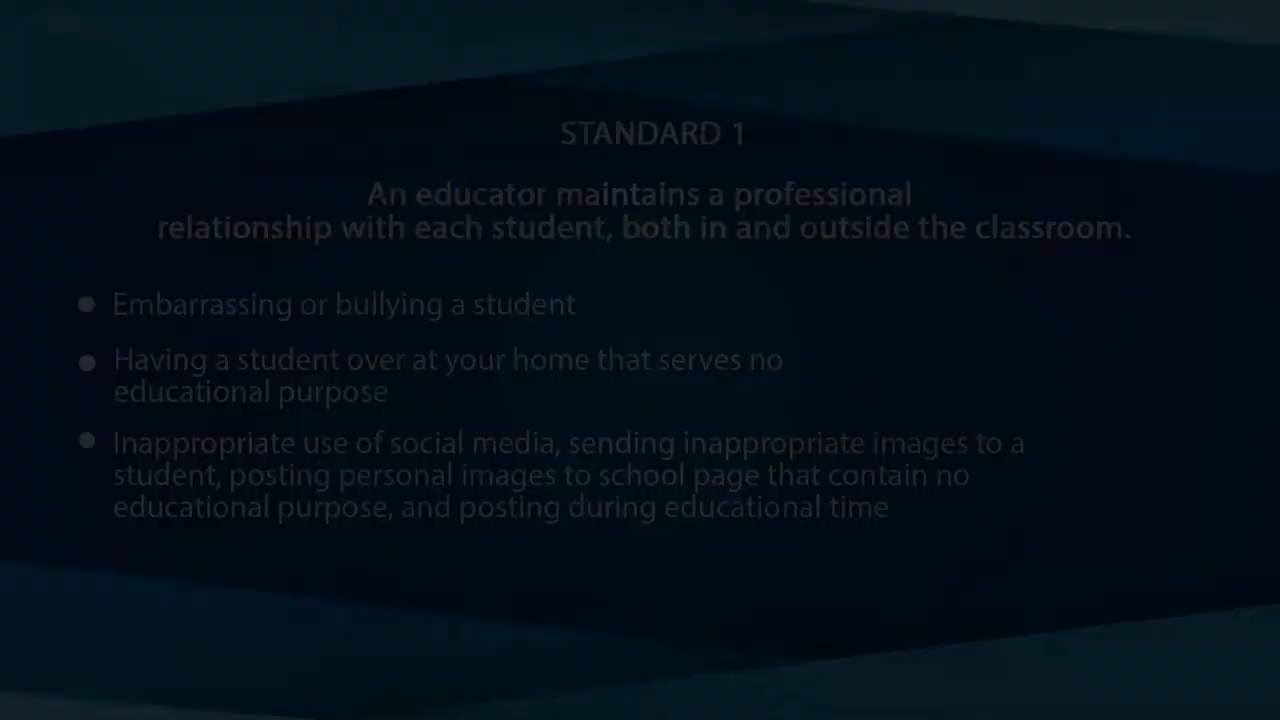 STANDARD 1
An educator maintains a professional
relationship with each student, both in and outside the classroom.
● Embarrassing or bullying a student
● Having a student over at your home that serves no
educational purpose
● Inappropriate use of social media, sending inappropriate images to a
student, posting personal images to school page that contain no
educational purpose, and posting during educational time